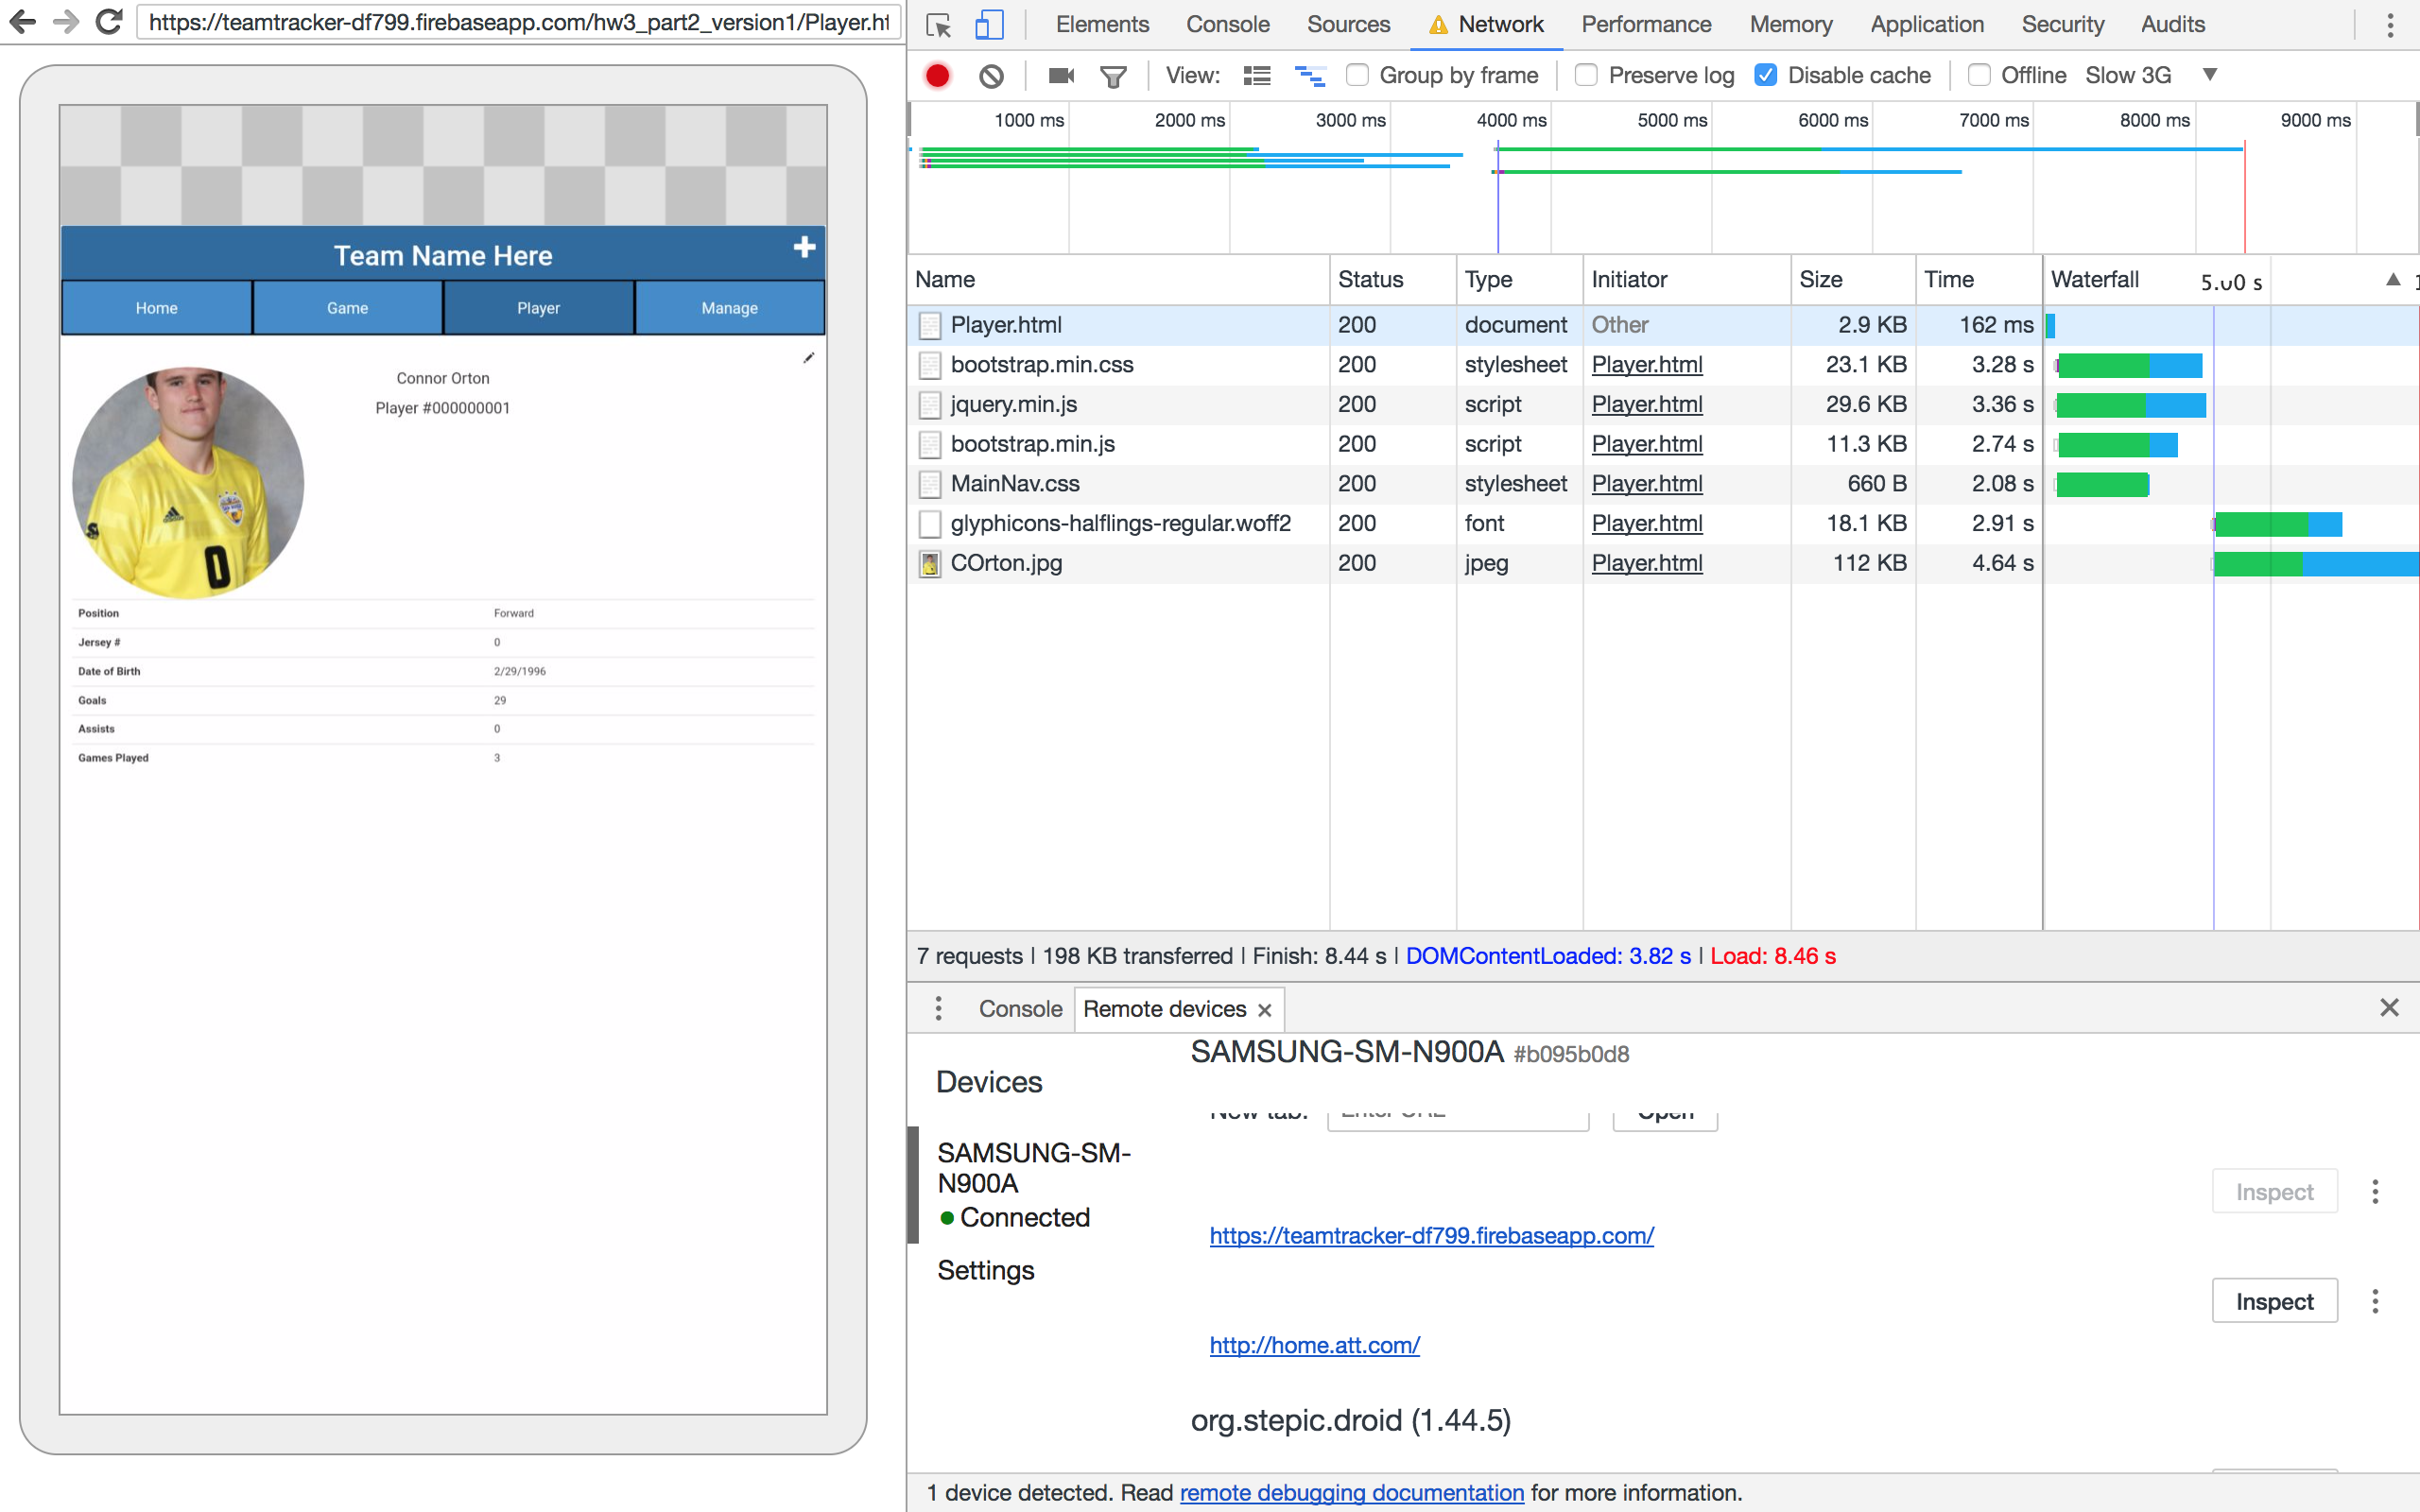 https://teamtracker-df799.firebaseapp.com/hw3_part2_version1/Player.ht
Team Name Here
Home Game Player Manage
Connor Orton
Player #000000001
0
Position Forward
Jersey # 0
Date of Birth 2/29/1996
Goals 29
Assists 0
Games Played 3
Elements Console Sources Network Performance Memory Application Security Audits
View: Group by frame Preserve log Disable cache Offline Slow 3G
1000 ms 2000 ms 3000 ms 4000 ms 5000 ms 6000 ms 7000 ms 8000 ms 9000 ms
Name Status Type Initiator Size Time Waterfall 5.00 s
Player.html 200 document Other 2.9 KB 162 ms
bootstrap.min.css 200 stylesheet Player.html 23.1 KB 3.28 s
jquery.min.js 200 script Player.html 29.6 KB 3.36 s
bootstrap.min.js 200 script Player.html 11.3 KB 2.74 s
MainNav.css 200 stylesheet Player.html 660 B 2.08 s
glyphicons-halflings-regular.woff2 200 font Player.html 18.1 KB 2.91 s
COrton.jpg 200 jpeg Player.html 112 KB 4.64 s
7 requests | 198 KB transferred | Finish: 8.44 s | DOMContentLoaded: 3.82 s | Load: 8.46 s
Console Remote devices
Devices
SAMSUNG-SM-
N900A
Connected
Settings
SAMSUNG-SM-N900A #b095b0d8
New tab: Enter URL Open
Inspect
https://teamtracker-df799.firebaseapp.com/
Inspect
http://home.att.com/
org.stepic.droid (1.44.5)
1 device detected. Read remote debugging documentation for more information.